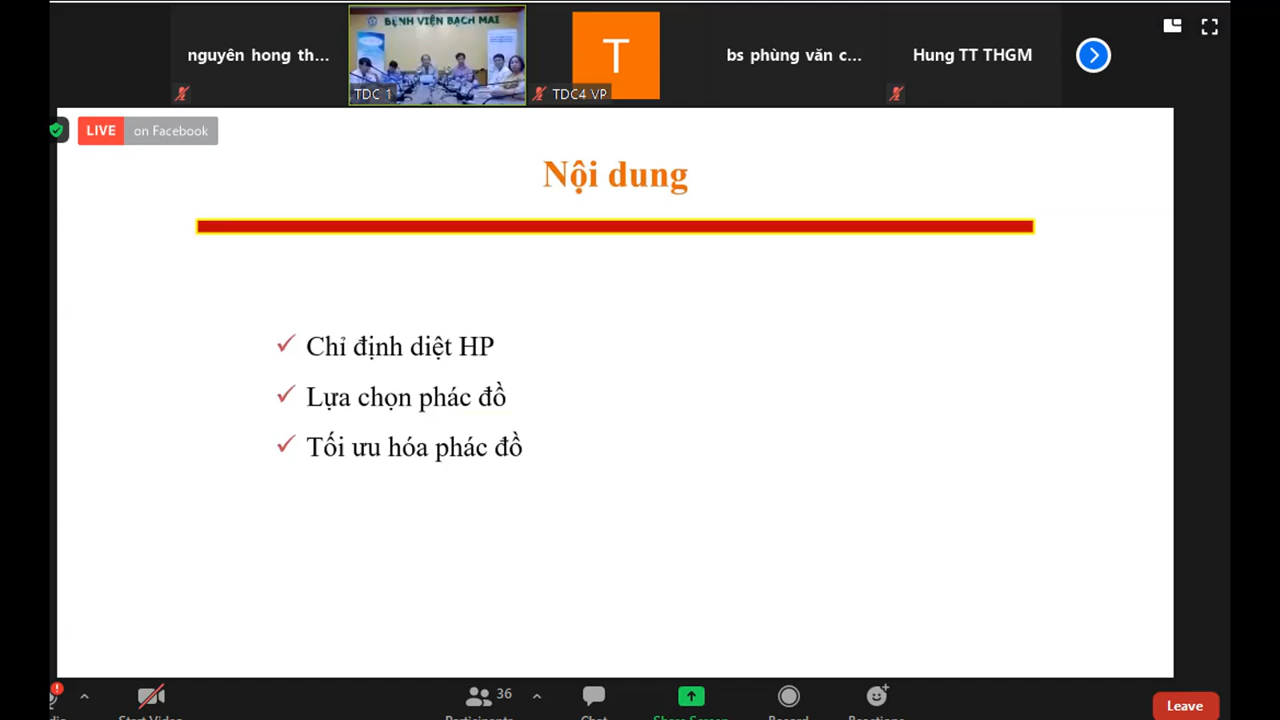 nguyên hong th...
BỆNH VIỆN BẠCH MAI
TDC 1
T
TDC4 VP
bs phùng văn c...
Hung TT THGM
LIVE
on Facebook
Nội dung
✓ Chỉ định diệt HP
✓ Lựa chọn phác đồ
✓ Tối ưu hóa phác đồ
36
Leave